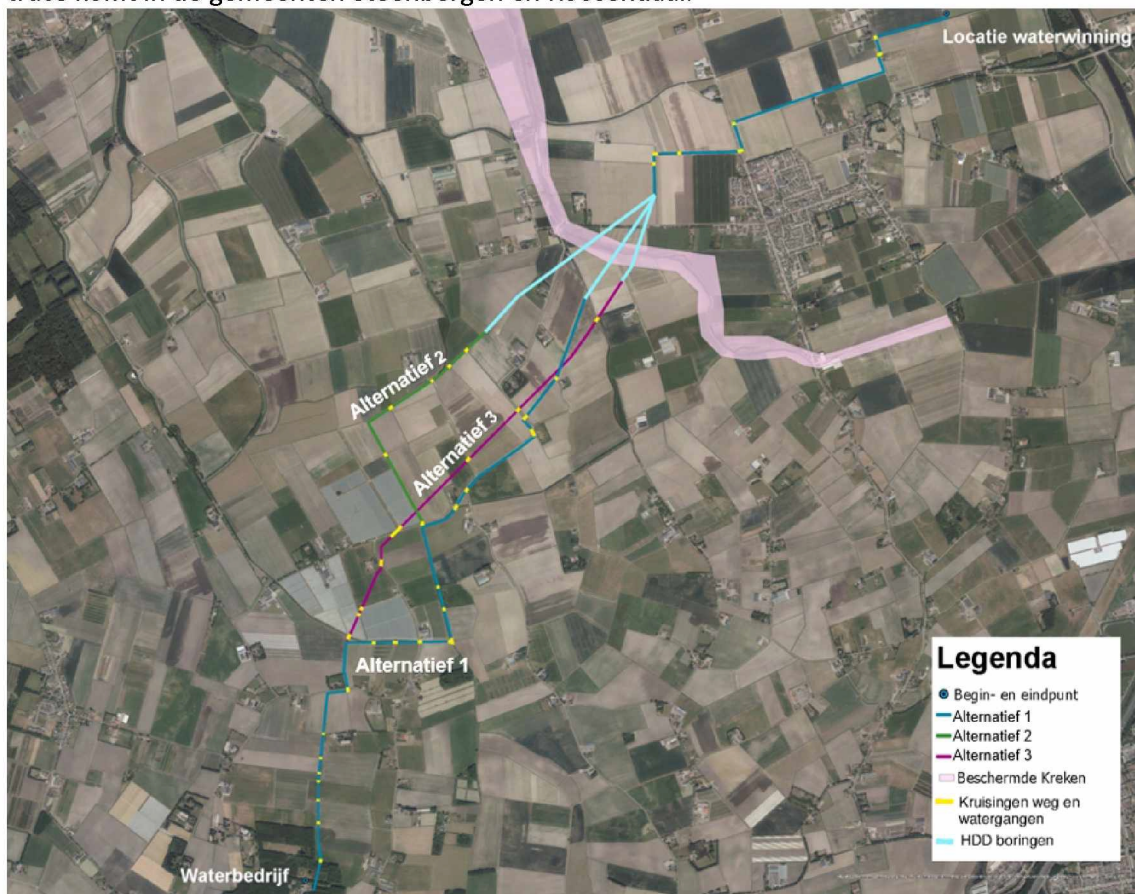 Locatie waterwinning
Alternatief 2
Alternatief 3
Alternatief 1
Waterbedrijf
Legenda
Begin- en eindpunt
Alternatief 1
Alternatief 2
Alternatief 3
Beschermde Kreken
Kruisingen weg en
watergangen
HDD boringen